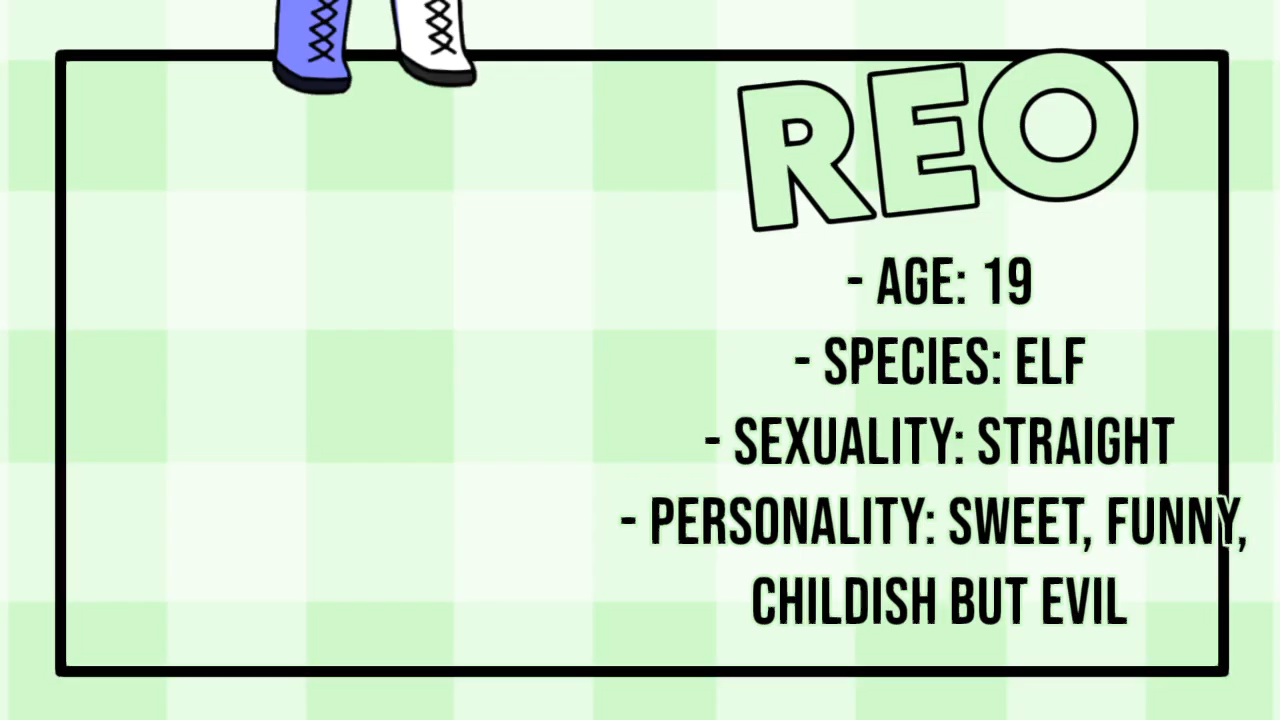 REO
- AGE: 19
- SPECIES: ELF
- SEXUALITY: STRAIGHT
- PERSONALITY: SWEET, FUNNY,
CHILDISH BUT EVIL